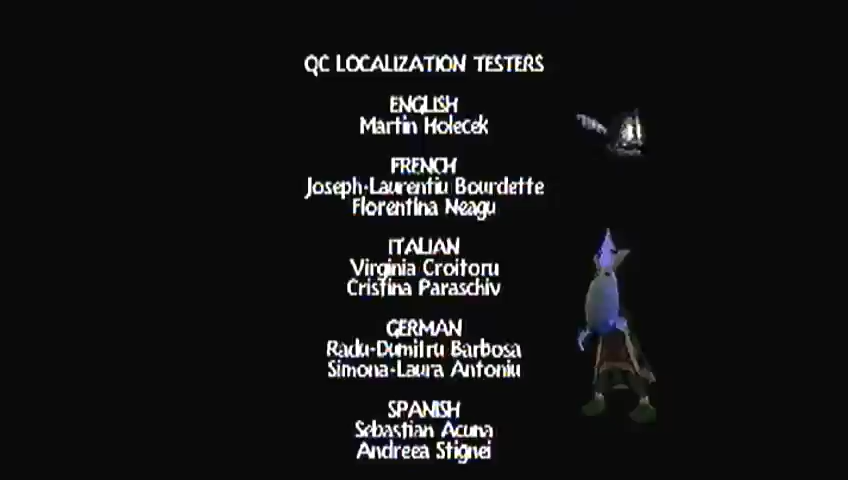 QC LOCALIZATION TESTERS
ENGLISH
Martin Holecek
FRENCH
Joseph-Laurentiu Bourdette
Florentina Neagu
ITALIAN
Virginia Croitoru
Cristina Paraschiv
GERMAN
Radu-Dumitru Barbosa
Simona-Laura Antoniu
SPANISH
Sebastian Acuna
Andreea Stignei